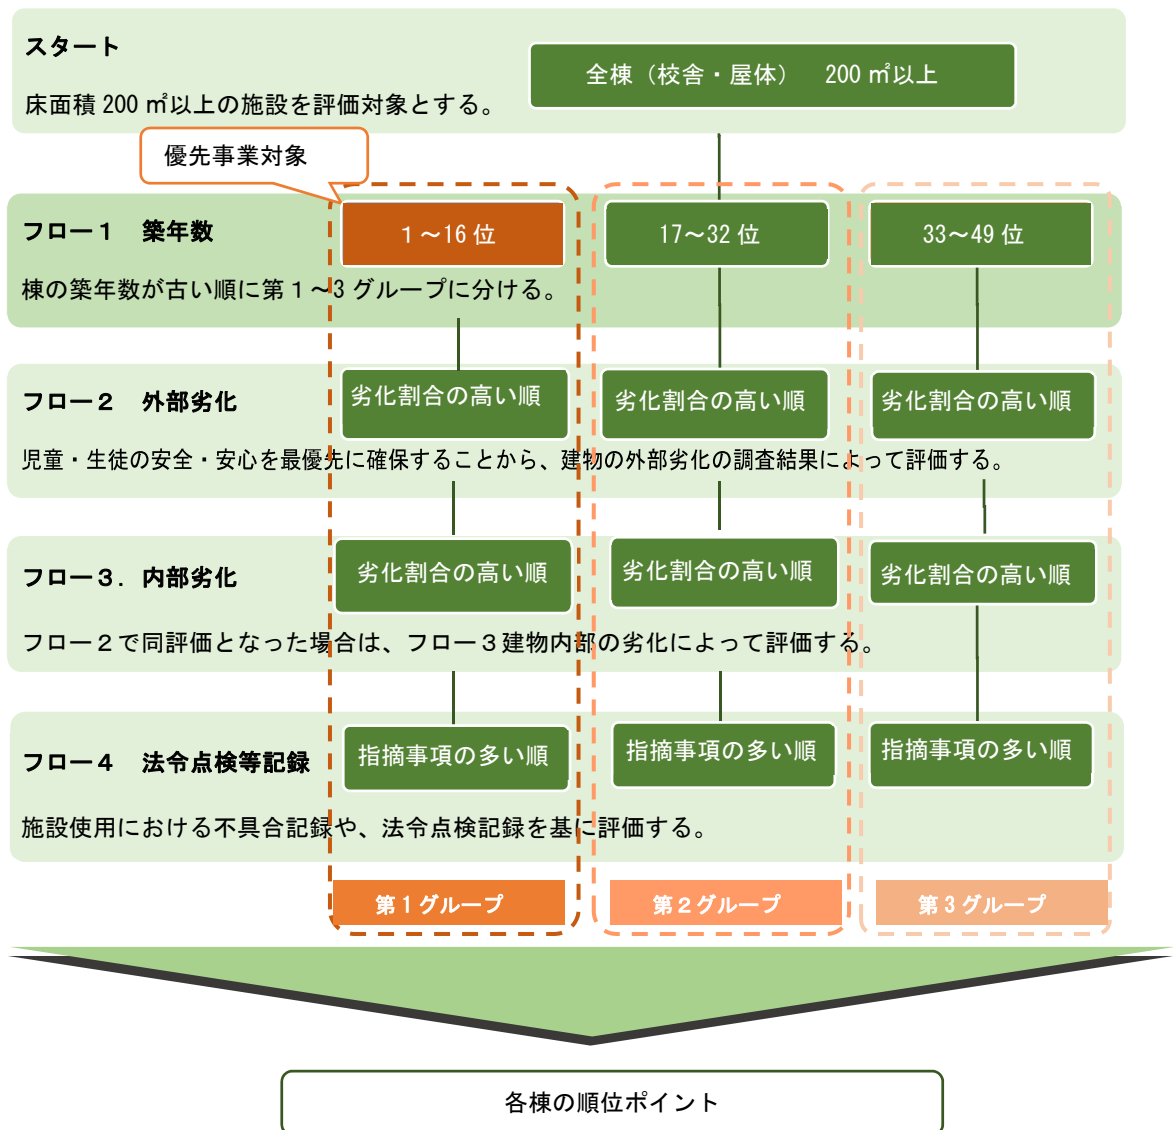 スタート
全棟（校舎・屋体）　200 ㎡以上
床面積 200 ㎡以上の施設を評価対象とする。
優先事業対象
フロー１　築年数
１～16 位
17～32 位
33～49 位
棟の築年数が古い順に第 1～3 グループに分ける。
フロー２　外部劣化
劣化割合の高い順
劣化割合の高い順
劣化割合の高い順
児童・生徒の安全・安心を最優先に確保することから、建物の外部劣化の調査結果によって評価する。
フロー３．内部劣化
劣化割合の高い順
劣化割合の高い順
劣化割合の高い順
フロー２で同評価となった場合は、フロー３建物内部の劣化によって評価する。
フロー４　法令点検等記録
指摘事項の多い順
指摘事項の多い順
指摘事項の多い順
施設使用における不具合記録や、法令点検記録を基に評価する。
第 1 グループ
第２グループ
第 3 グループ
各棟の順位ポイント